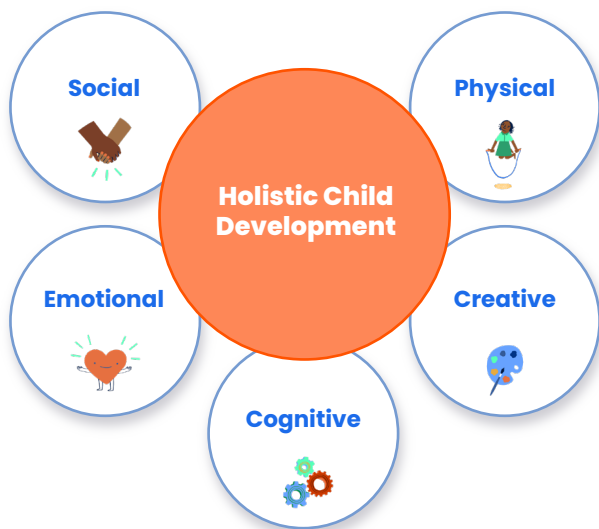 Social
Physical
Holistic Child
Development
Emotional
Creative
Cognitive